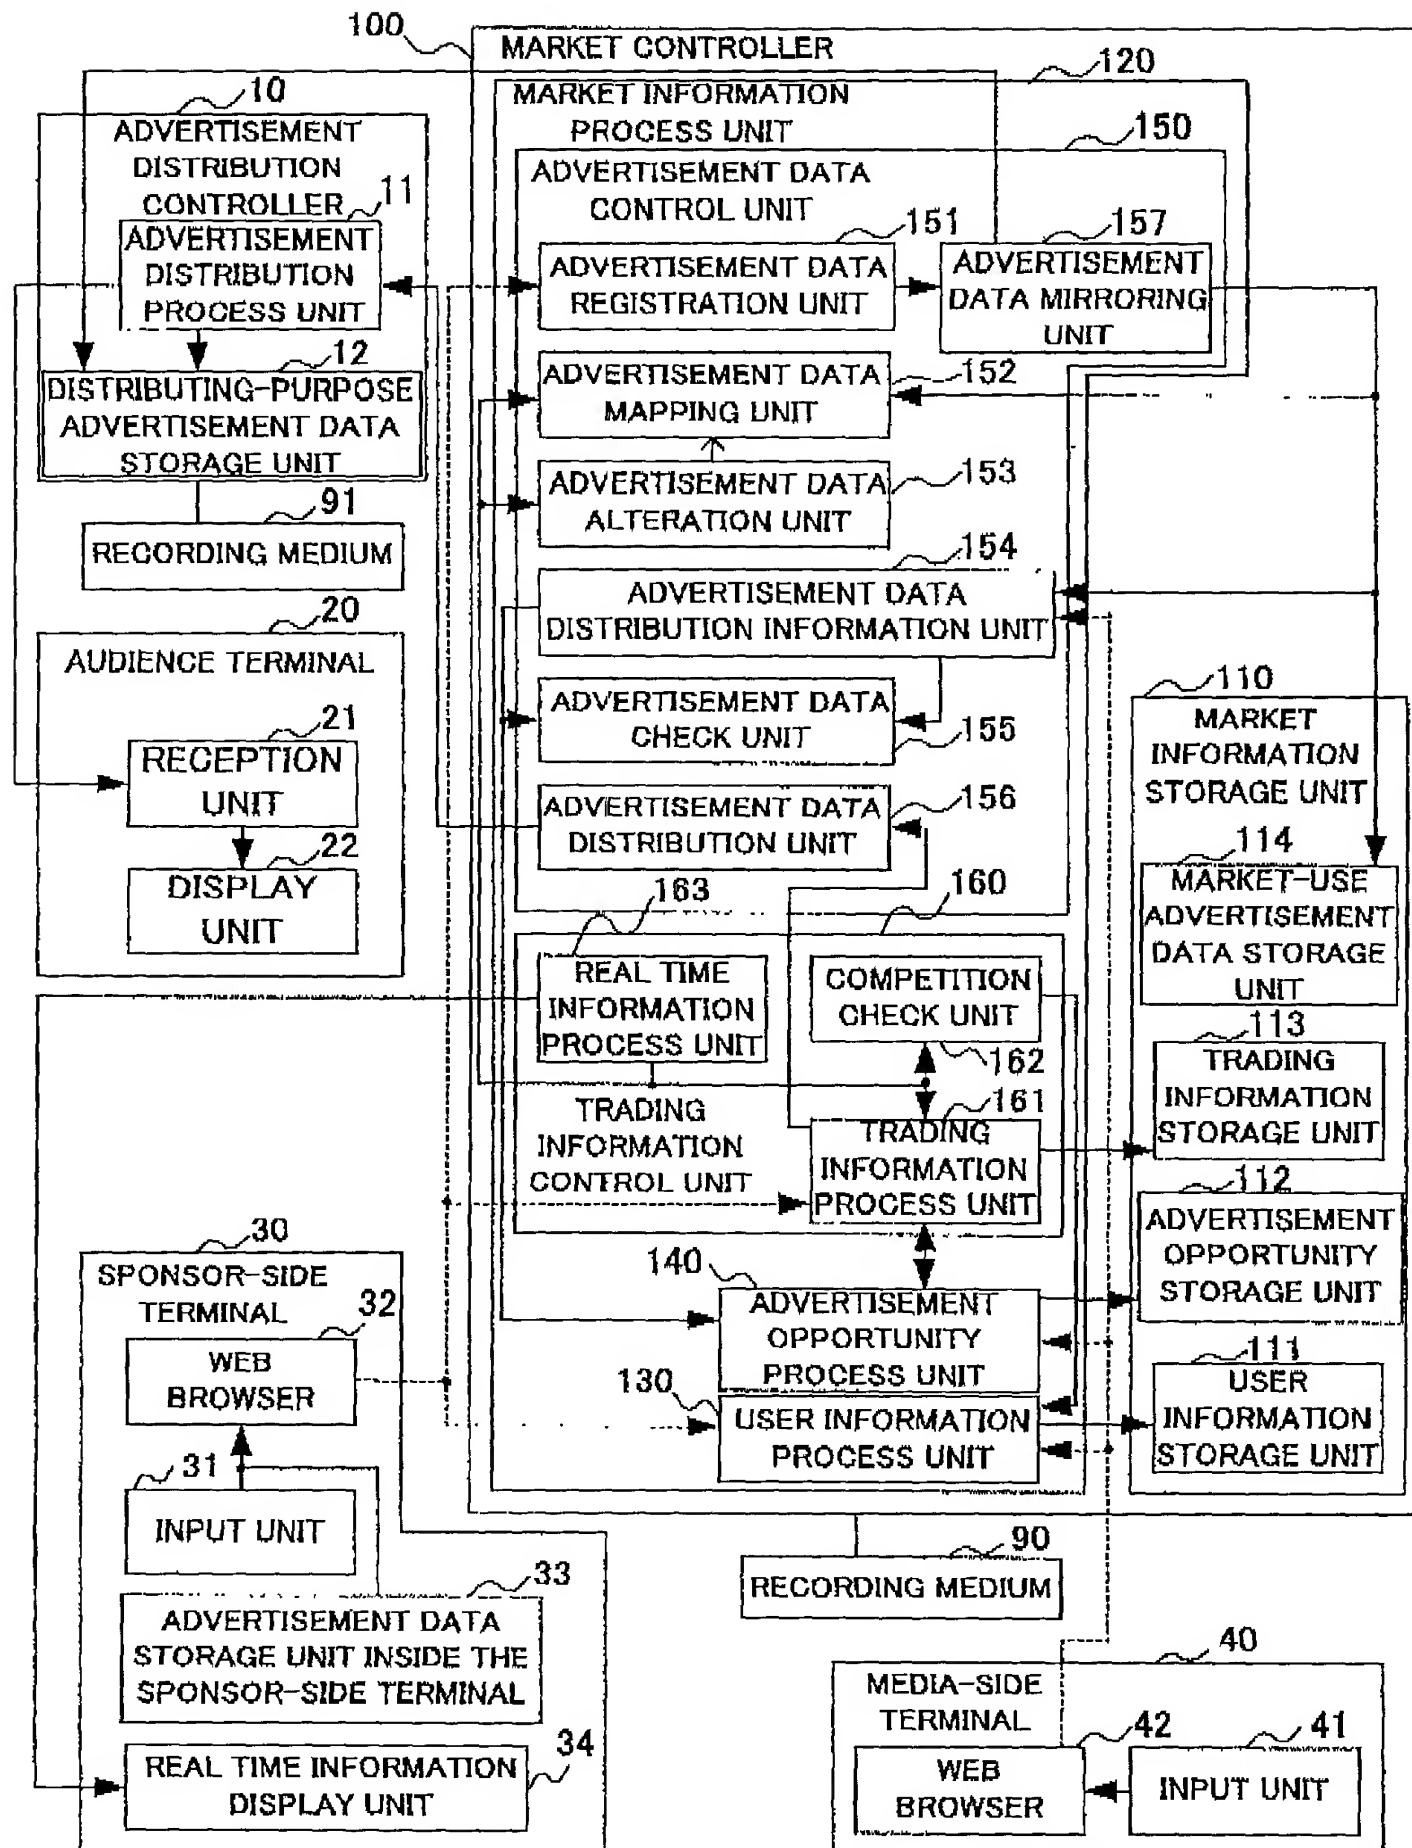 100
MARKET CONTROLLER
120
MARKET INFORMATION
PROCESS UNIT
10
ADVERTISEMENT
DISTRIBUTION
CONTROLLER
11
ADVERTISEMENT
DISTRIBUTION
PROCESS UNIT
12
DISTRIBUTING-PURPOSE
ADVERTISEMENT DATA
STORAGE UNIT
91
RECORDING MEDIUM
20
AUDIENCE TERMINAL
21
RECEPTION
UNIT
22
DISPLAY
UNIT
150
ADVERTISEMENT DATA
CONTROL UNIT
151
ADVERTISEMENT DATA
REGISTRATION UNIT
157
ADVERTISEMENT
DATA MIRRORING
UNIT
ADVERTISEMENT DATA
MAPPING UNIT
152
ADVERTISEMENT DATA
ALTERATION UNIT
153
154
ADVERTISEMENT DATA
DISTRIBUTION INFORMATION UNIT
ADVERTISEMENT DATA
CHECK UNIT
155
ADVERTISEMENT DATA
DISTRIBUTION UNIT
156
160
163
REAL TIME
INFORMATION
PROCESS UNIT
COMPETITION
CHECK UNIT
162
TRADING
INFORMATION
CONTROL UNIT
161
TRADING
INFORMATION
PROCESS UNIT
140
ADVERTISEMENT
OPPORTUNITY
PROCESS UNIT
130
USER INFORMATION
PROCESS UNIT
110
MARKET
INFORMATION
STORAGE UNIT
114
MARKET-USE
ADVERTISEMENT
DATA STORAGE
UNIT
113
TRADING
INFORMATION
STORAGE UNIT
112
ADVERTISEMENT
OPPORTUNITY
STORAGE UNIT
111
USER
INFORMATION
STORAGE UNIT
30
SPONSOR-SIDE
TERMINAL
32
WEB
BROWSER
31
INPUT UNIT
33
ADVERTISEMENT DATA
STORAGE UNIT INSIDE THE
SPONSOR-SIDE TERMINAL
34
REAL TIME INFORMATION
DISPLAY UNIT
90
RECORDING MEDIUM
40
MEDIA-SIDE
TERMINAL
42
WEB
BROWSER
41
INPUT UNIT